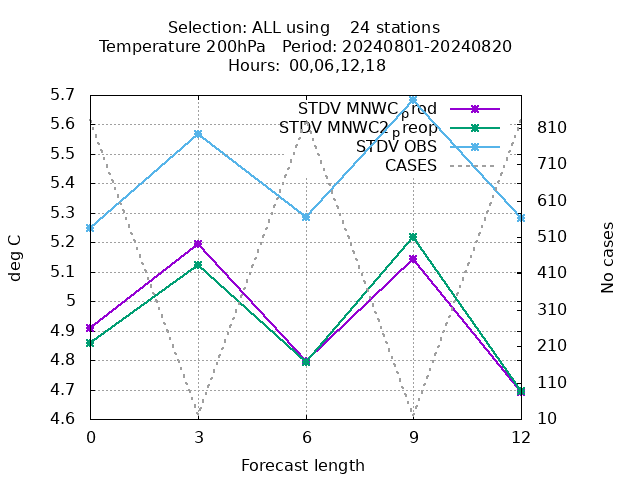 Selection: ALL using 24 stations
Temperature 200hPa Period: 20240801-20240820
Hours: 00,06,12,18
STDV MNWC_prod
STDV MNWC2_preop
STDV OBS
CASES
5.7
5.6
5.5
5.4
5.3
5.2
5.1
5
4.9
4.8
4.7
4.6
deg C
810
710
610
510
410
310
210
110
10
No cases
0 3 6 9 12
Forecast length